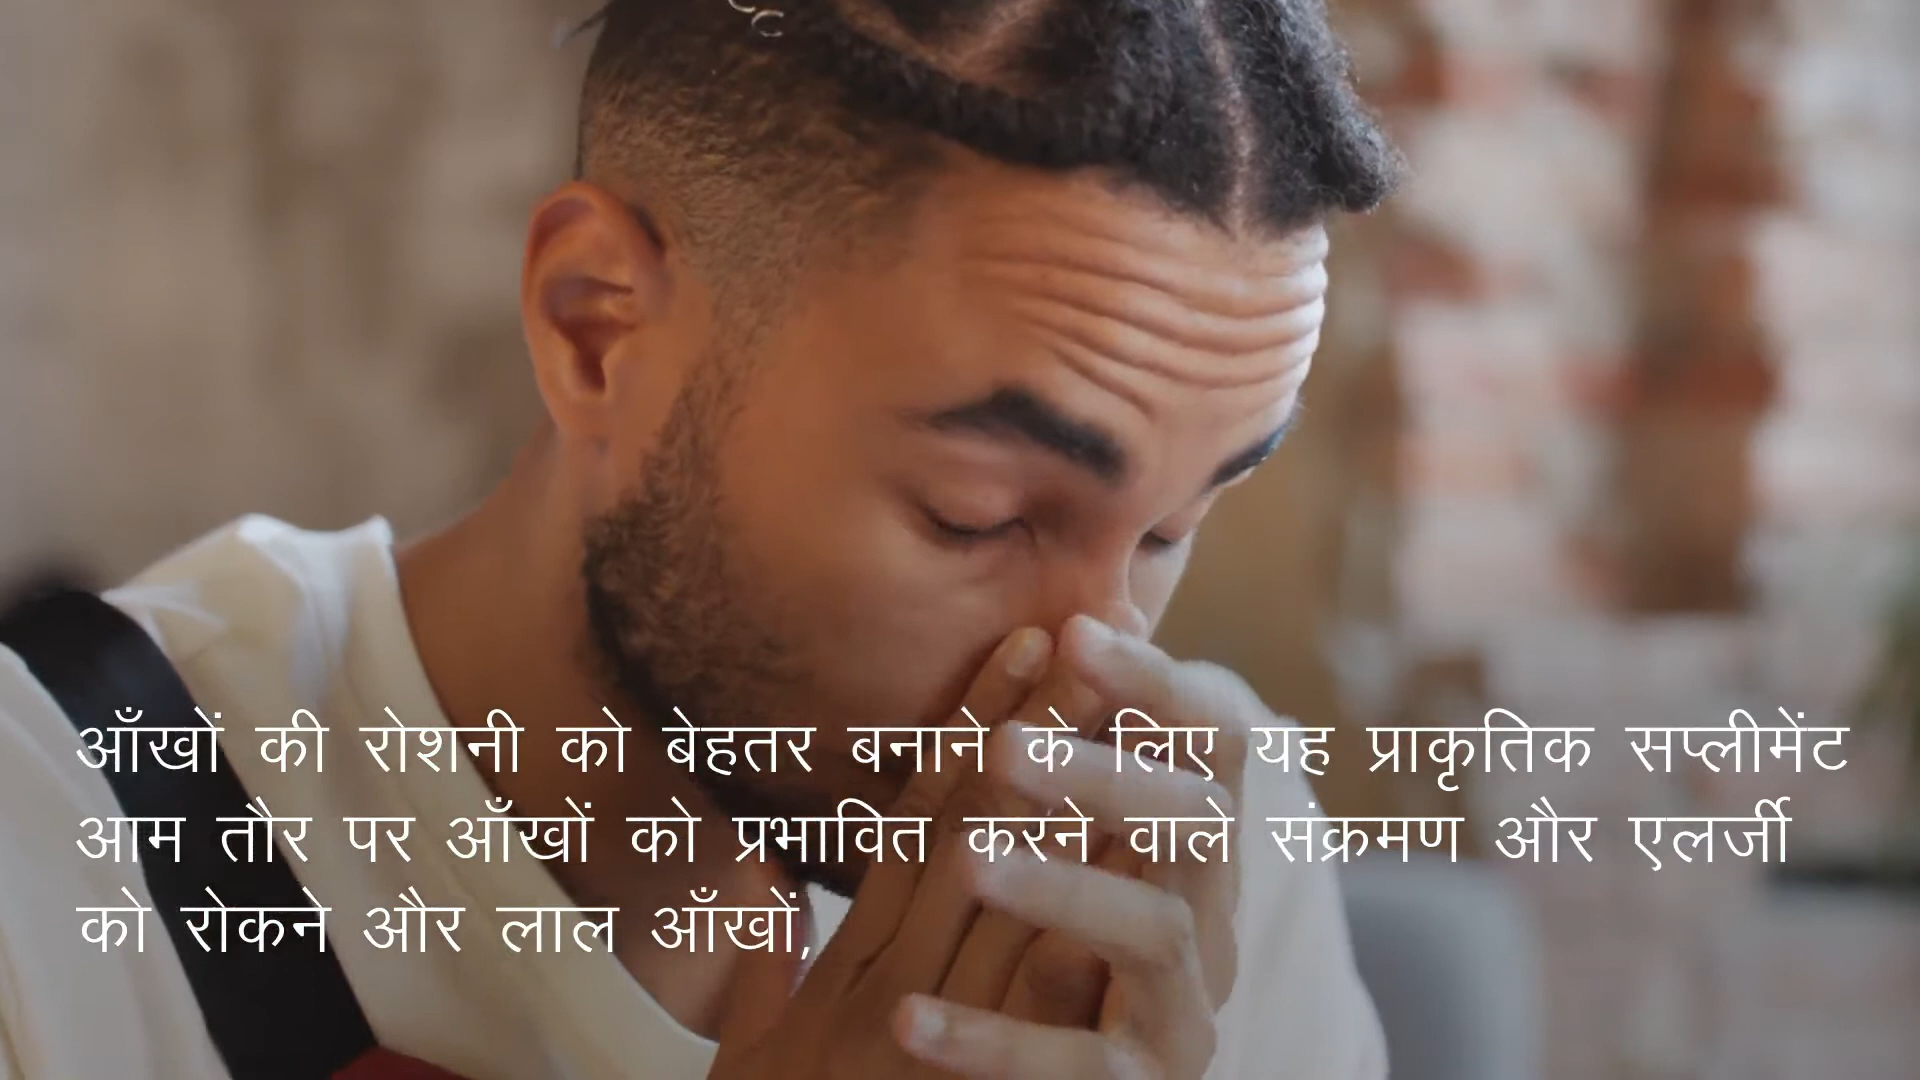 आँखों की रोशनी को बेहतर बनाने के लिए यह प्राकृतिक सप्लीमेंट
आम तौर पर आँखों को प्रभावित करने वाले संक्रमण और एलर्जी
को रोकने और लाल आँखों,